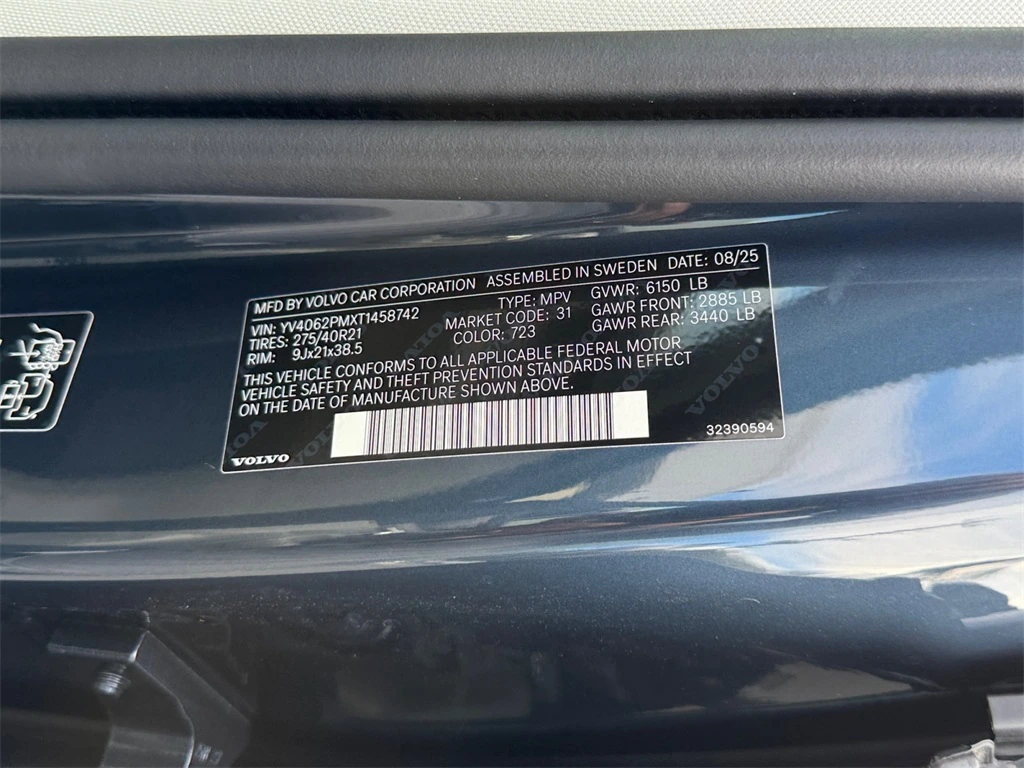 MFD BY VOLVO CAR CORPORATION ASSEMBLED IN SWEDEN DATE: 08/25
VIN: YV4062PMXT1458742 TYPE: MPV GVWR: 6150 LB
TIRES: 275/40R21 MARKET CODE: 31 GAWR FRONT: 2885 LB
RIM: 9Jx21x38.5 COLOR: 723 GAWR REAR: 3440 LB
THIS VEHICLE CONFORMS TO ALL APPLICABLE FEDERAL MOTOR
VEHICLE SAFETY AND THEFT PREVENTION STANDARDS IN EFFECT
ON THE DATE OF MANUFACTURE SHOWN ABOVE.
VOLVO 32390594